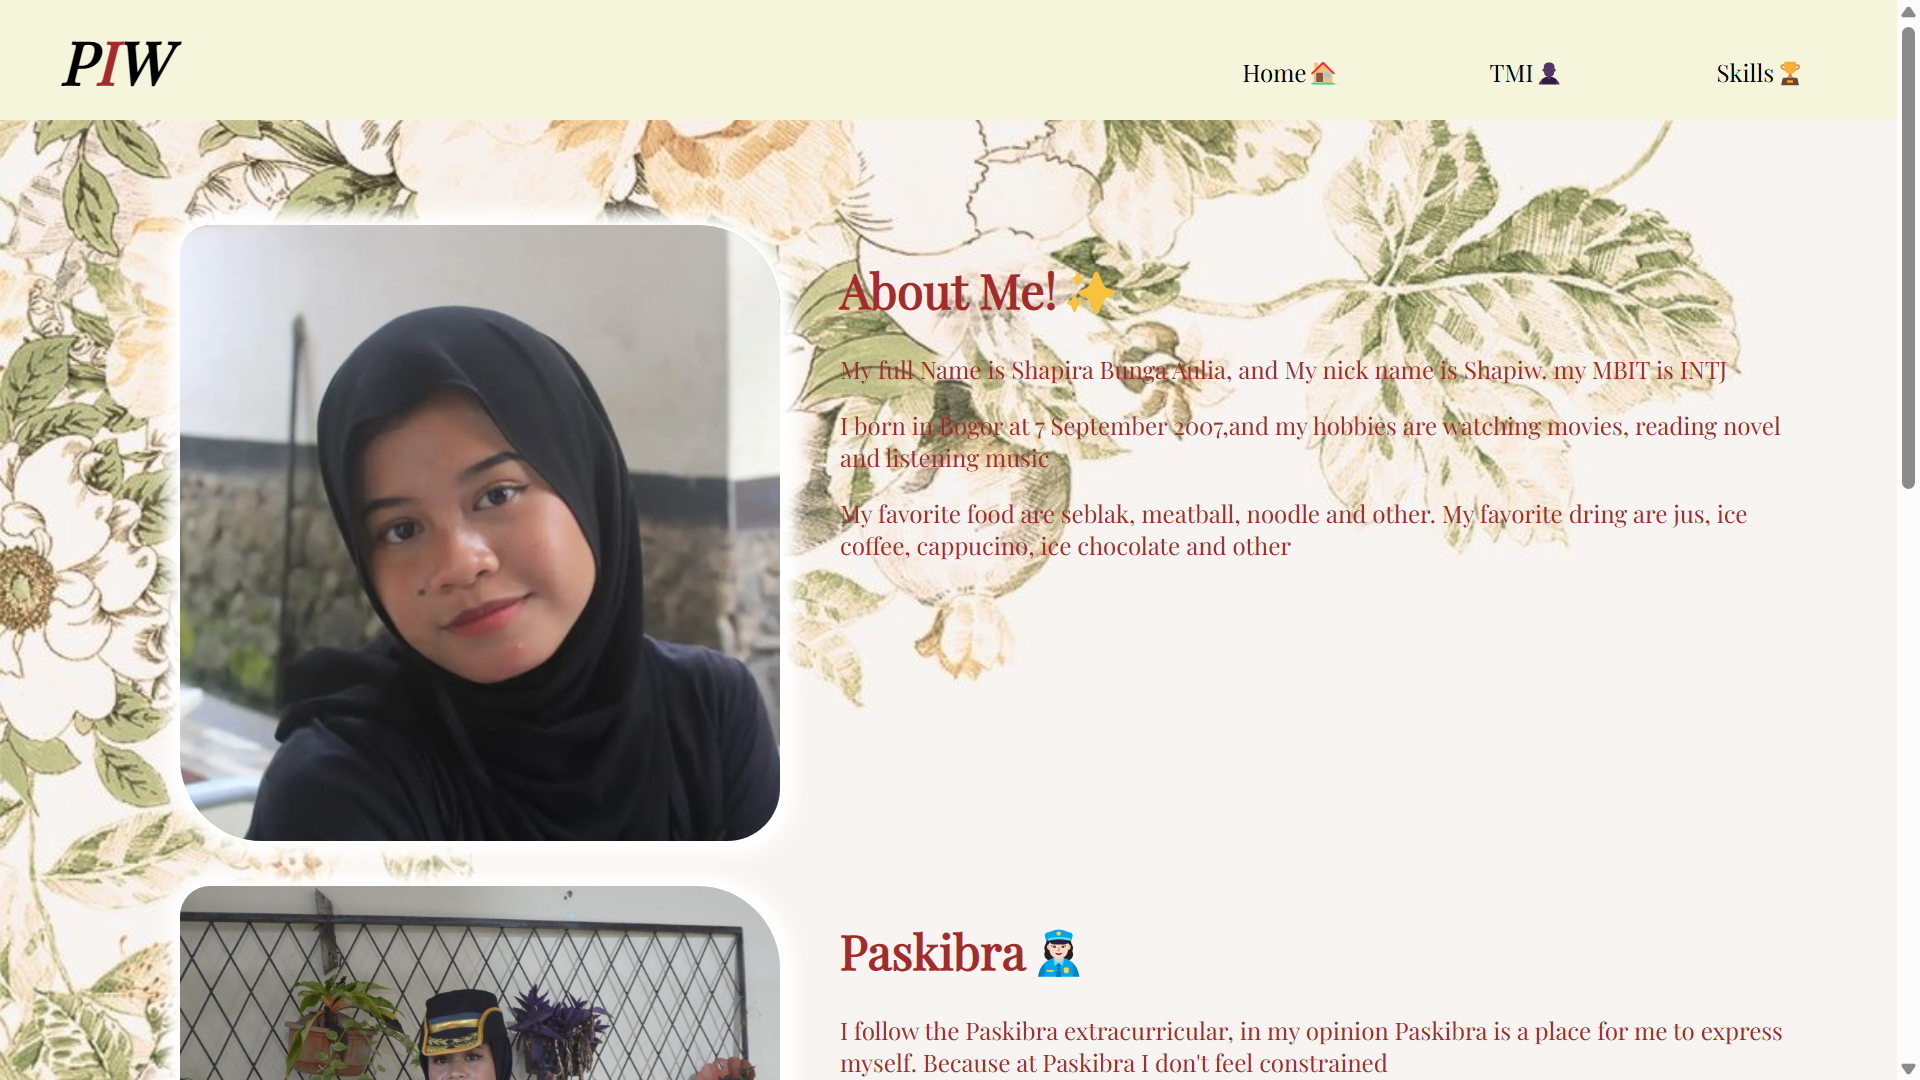 PIW
Home🏠 TMI👤 Skills🏆
About Me!✨
My full Name is Shapira Bunga Aulia, and My nick name is Shapiw. my MBIT is INTJ
I born in Bogor at 7 September 2007,and my hobbies are watching movies, reading novel
and listening music
My favorite food are seblak, meatball, noodle and other. My favorite dring are jus, ice
coffee, cappucino, ice chocolate and other
Paskibra 👮🏻‍♀️
I follow the Paskibra extracurricular, in my opinion Paskibra is a place for me to express
myself. Because at Paskibra I don't feel constrained